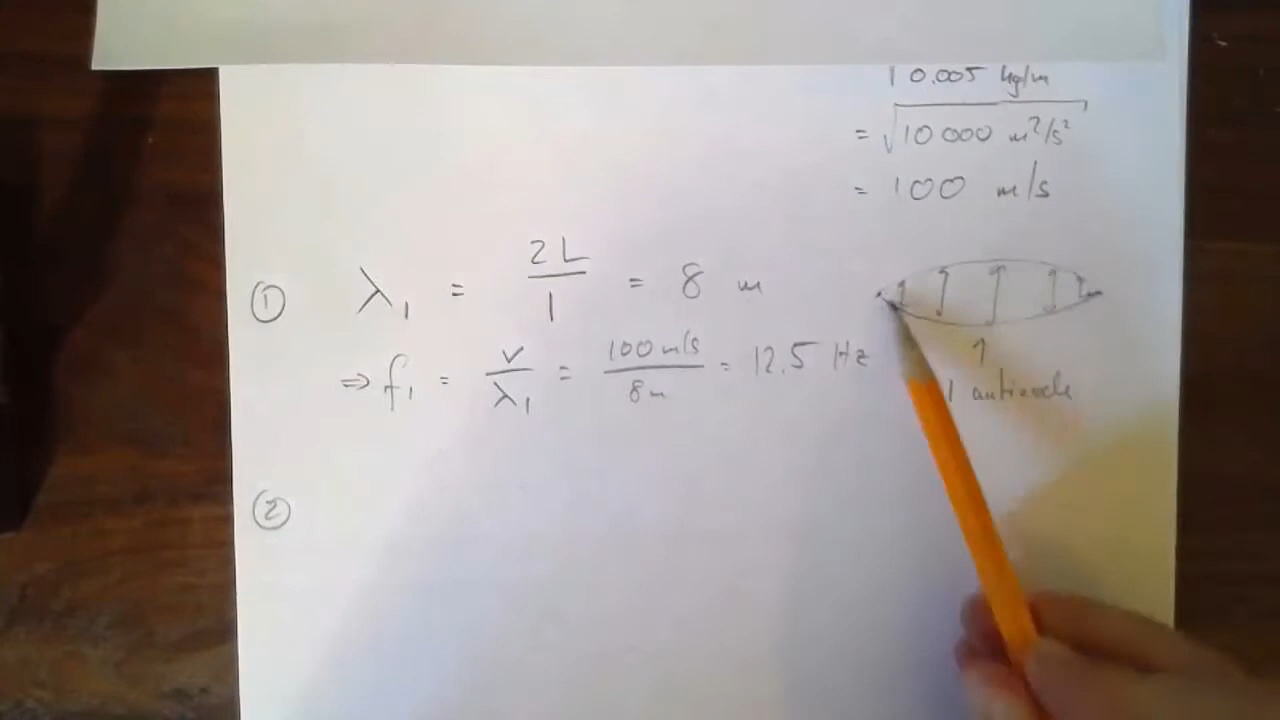 0.005 kg/m
= √10 000 m²/s²
= 100 m/s
① λ₁ = 2L/1 = 8 m
⇒ f₁ = v/λ₁ = 100 m/s / 8m = 12.5 Hz
↑
1 antinode
②